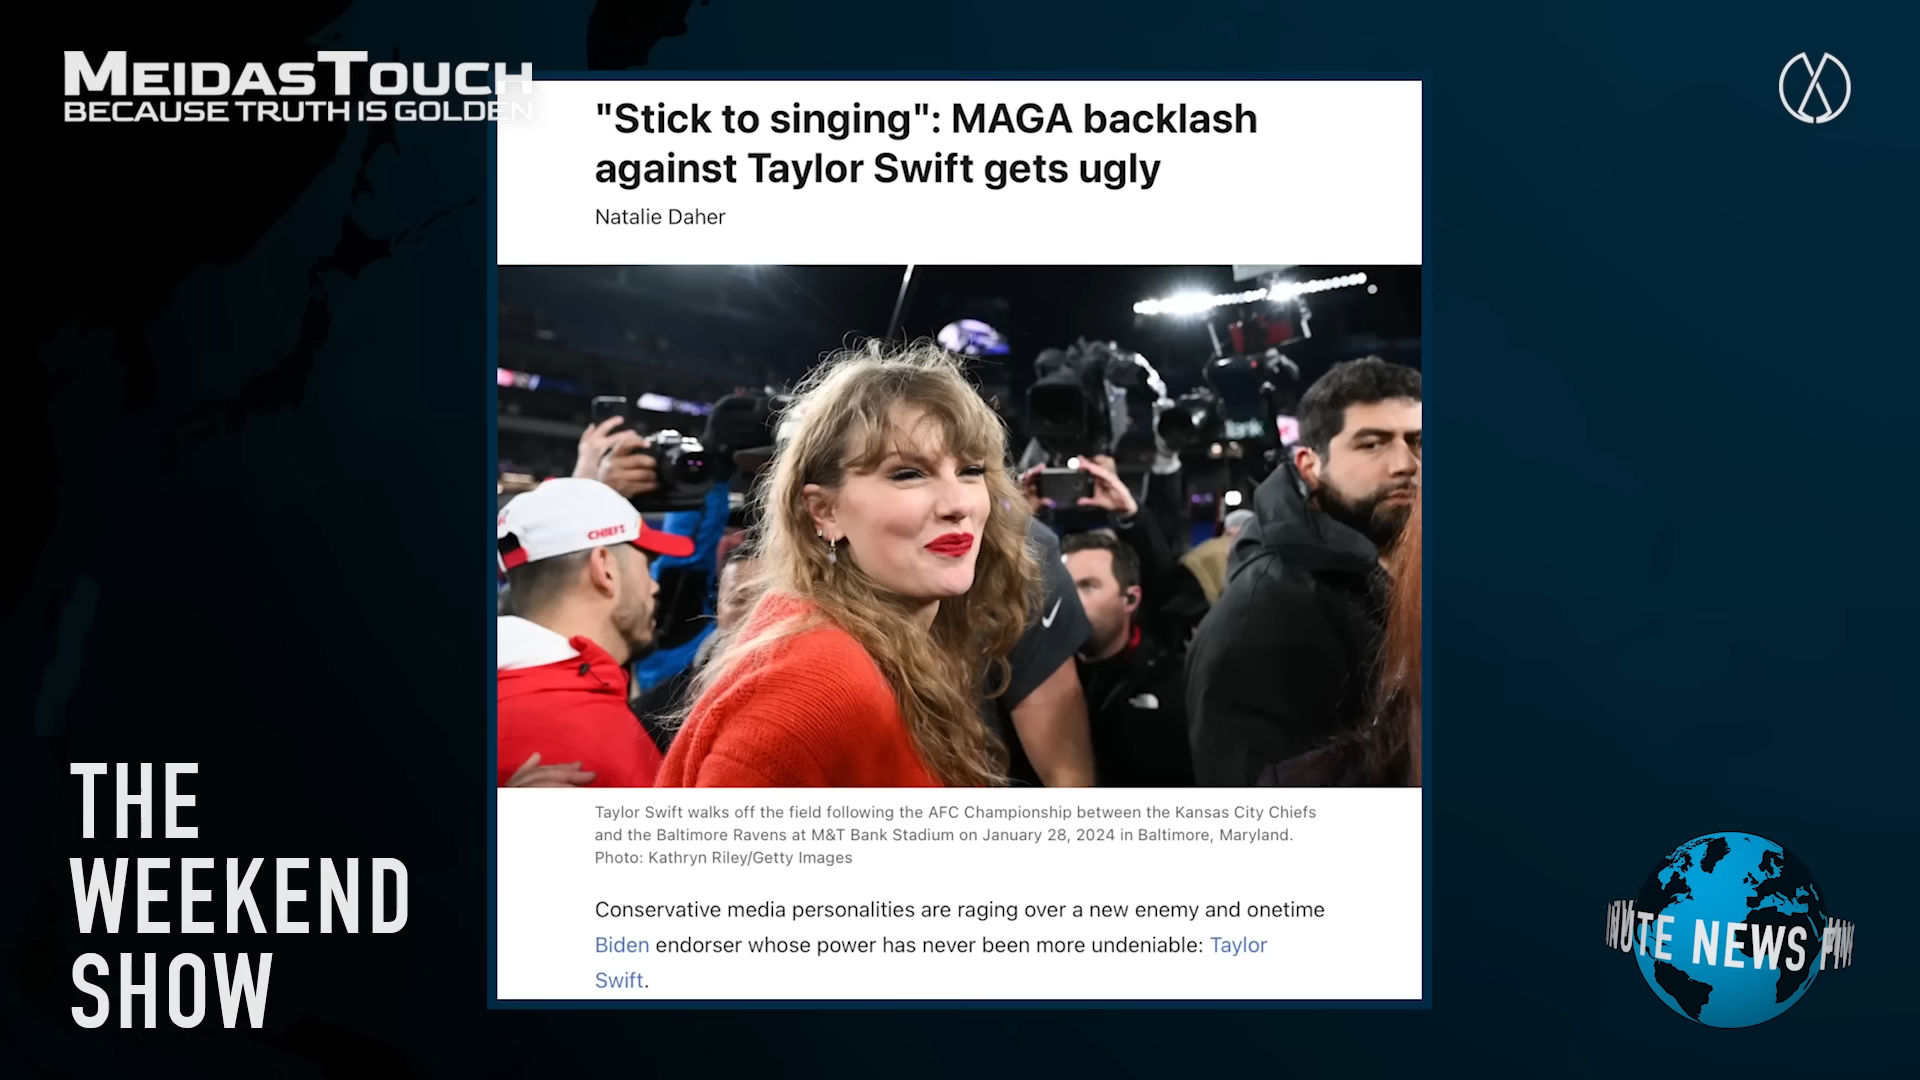 MEIDASTOUCH
BECAUSE TRUTH IS GOLDEN
"Stick to singing": MAGA backlash
against Taylor Swift gets ugly
Natalie Daher
CHIEFS
Taylor Swift walks off the field following the AFC Championship between the Kansas City Chiefs
and the Baltimore Ravens at M&T Bank Stadium on January 28, 2024 in Baltimore, Maryland.
Photo: Kathryn Riley/Getty Images
Conservative media personalities are raging over a new enemy and onetime
Biden endorser whose power has never been more undeniable: Taylor
Swift.
THE
WEEKEND
SHOW
NEWS